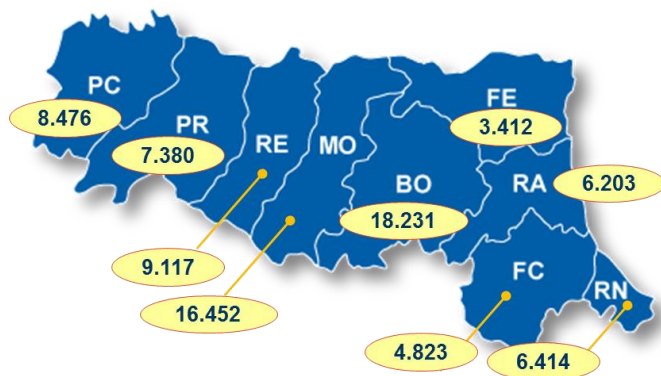 PC
8.476
PR
7.380
RE
9.117
MO
16.452
BO
18.231
FE
3.412
RA
6.203
FC
4.823
RN
6.414